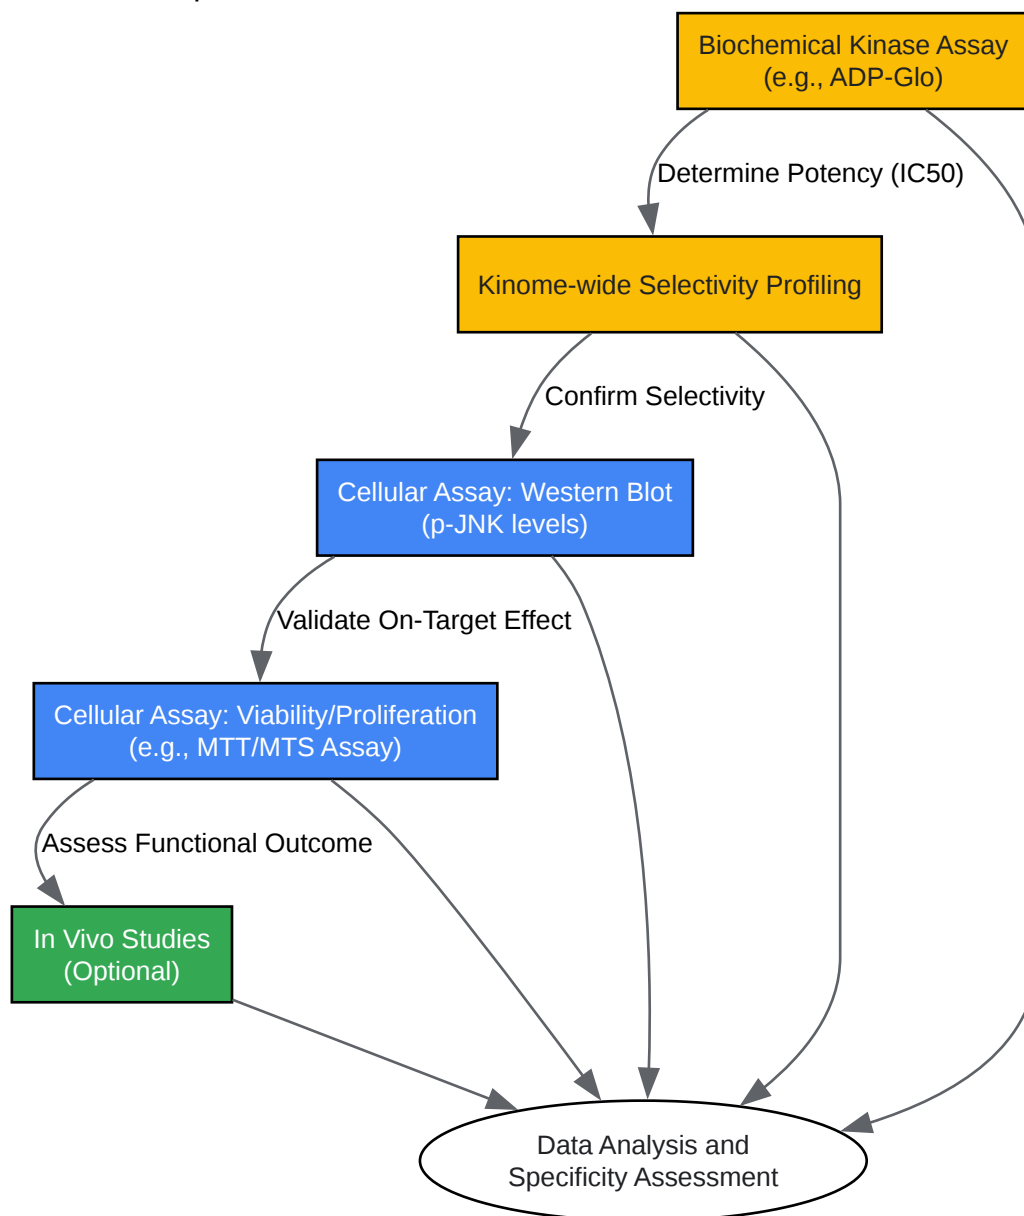 Biochemical Kinase Assay
(e.g., ADP-Glo)
Determine Potency (IC50)
Kinome-wide Selectivity Profiling
Confirm Selectivity
Cellular Assay: Western Blot
(p-JNK levels)
Validate On-Target Effect
Cellular Assay: Viability/Proliferation
(e.g., MTT/MTS Assay)
Assess Functional Outcome
In Vivo Studies
(Optional)
Data Analysis and
Specificity Assessment